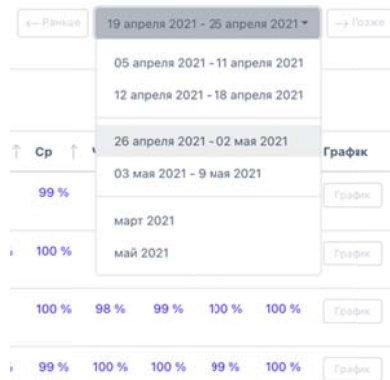 ← Раньше 19 апреля 2021 - 25 апреля 2021 → Позже
05 апреля 2021 - 11 апреля 2021
12 апреля 2021 - 18 апреля 2021
26 апреля 2021 - 02 мая 2021
↑ Ср ↑ График
03 мая 2021 - 9 мая 2021
99 % График
март 2021
100 % май 2021 График
100 % 98 % 99 % 100 % 100 % График
99 % 100 % 100 % 99 % 100 % График